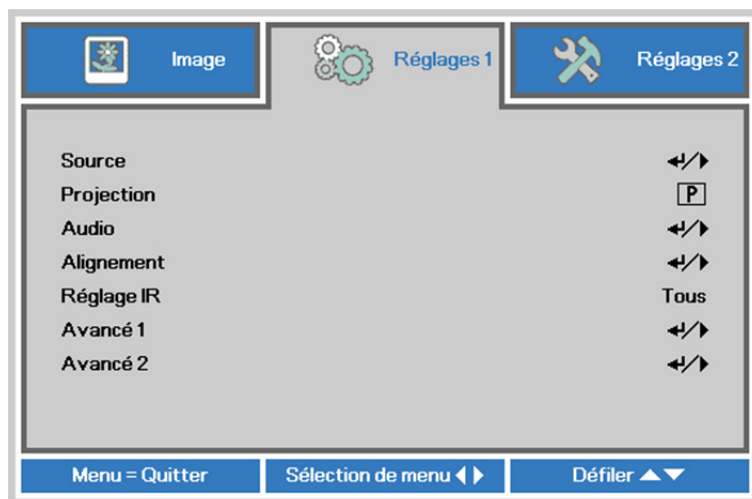 Image Réglages 1 Réglages 2
Source
Projection P
Audio
Alignement
Réglage IR Tous
Avancé 1
Avancé 2
Menu = Quitter Sélection de menu Défiler